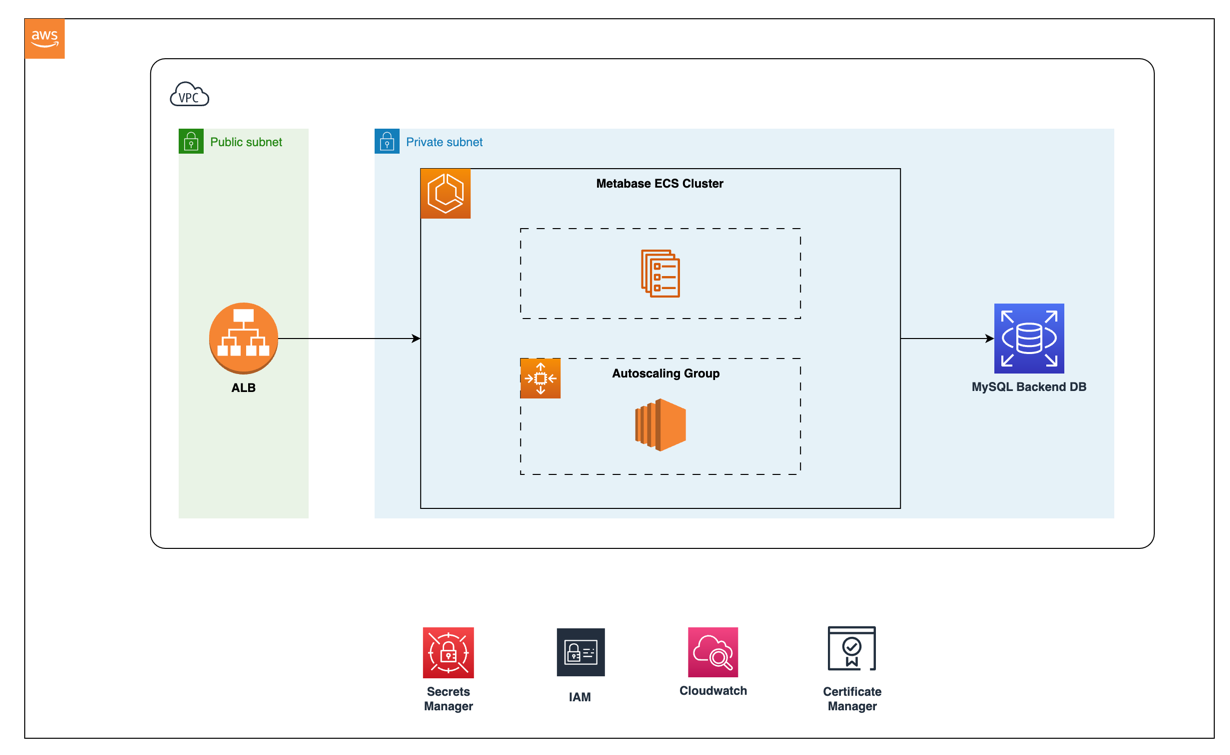 aws
VPC
Public subnet
Private subnet
Metabase ECS Cluster
Autoscaling Group
ALB
MySQL Backend DB
Secrets
Manager
IAM
Cloudwatch
Certificate
Manager